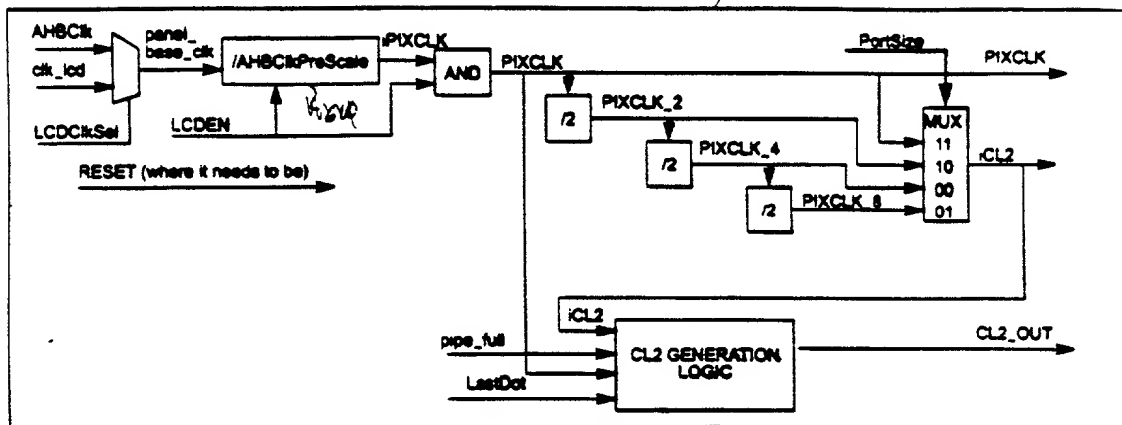 AHBClk
clk_lcd
LCDClkSel
panel_
base_clk
/AHBClkPreScale
iPIXCLK
AND
LCDEN
RESET (where it needs to be)
PIXCLK
PortSize
PIXCLK
/2
PIXCLK_2
/2
PIXCLK_4
/2
PIXCLK_8
MUX
11
10
00
01
iCL2
iCL2
pipe_full
LastDot
CL2 GENERATION
LOGIC
CL2_OUT